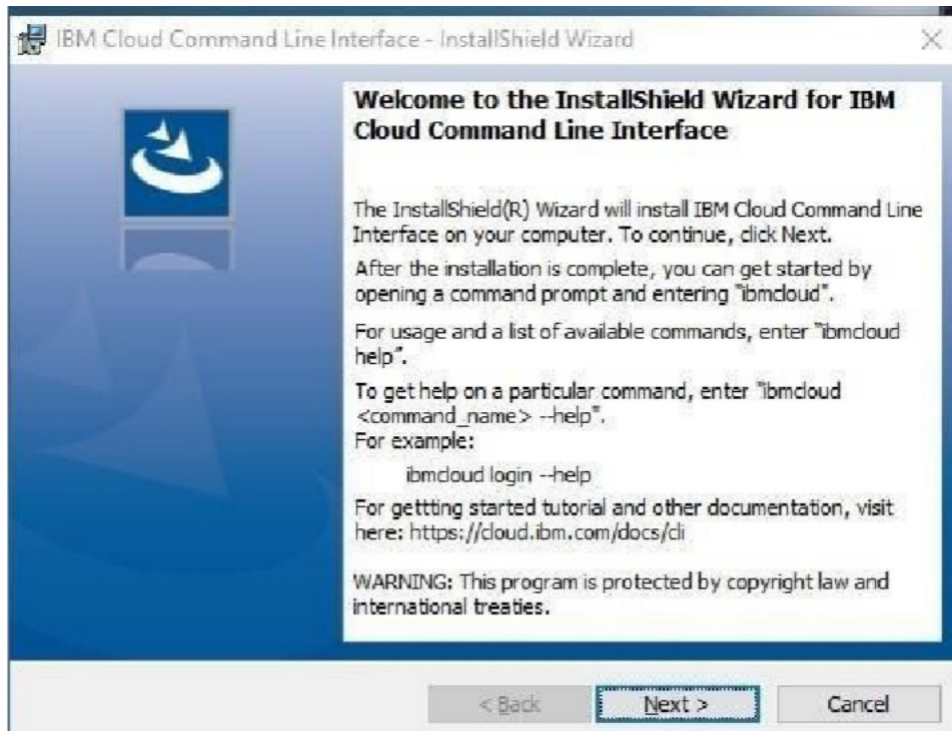 IBM Cloud Command Line Interface - InstallShield Wizard
Welcome to the InstallShield Wizard for IBM
Cloud Command Line Interface
The InstallShield(R) Wizard will install IBM Cloud Command Line
Interface on your computer. To continue, click Next.
After the installation is complete, you can get started by
opening a command prompt and entering "ibmcloud".
For usage and a list of available commands, enter "ibmcloud
help".
To get help on a particular command, enter "ibmcloud
<command_name> --help".
For example:
ibmcloud login --help
For gettting started tutorial and other documentation, visit
here: https://cloud.ibm.com/docs/cli
WARNING: This program is protected by copyright law and
international treaties.
< Back Next > Cancel